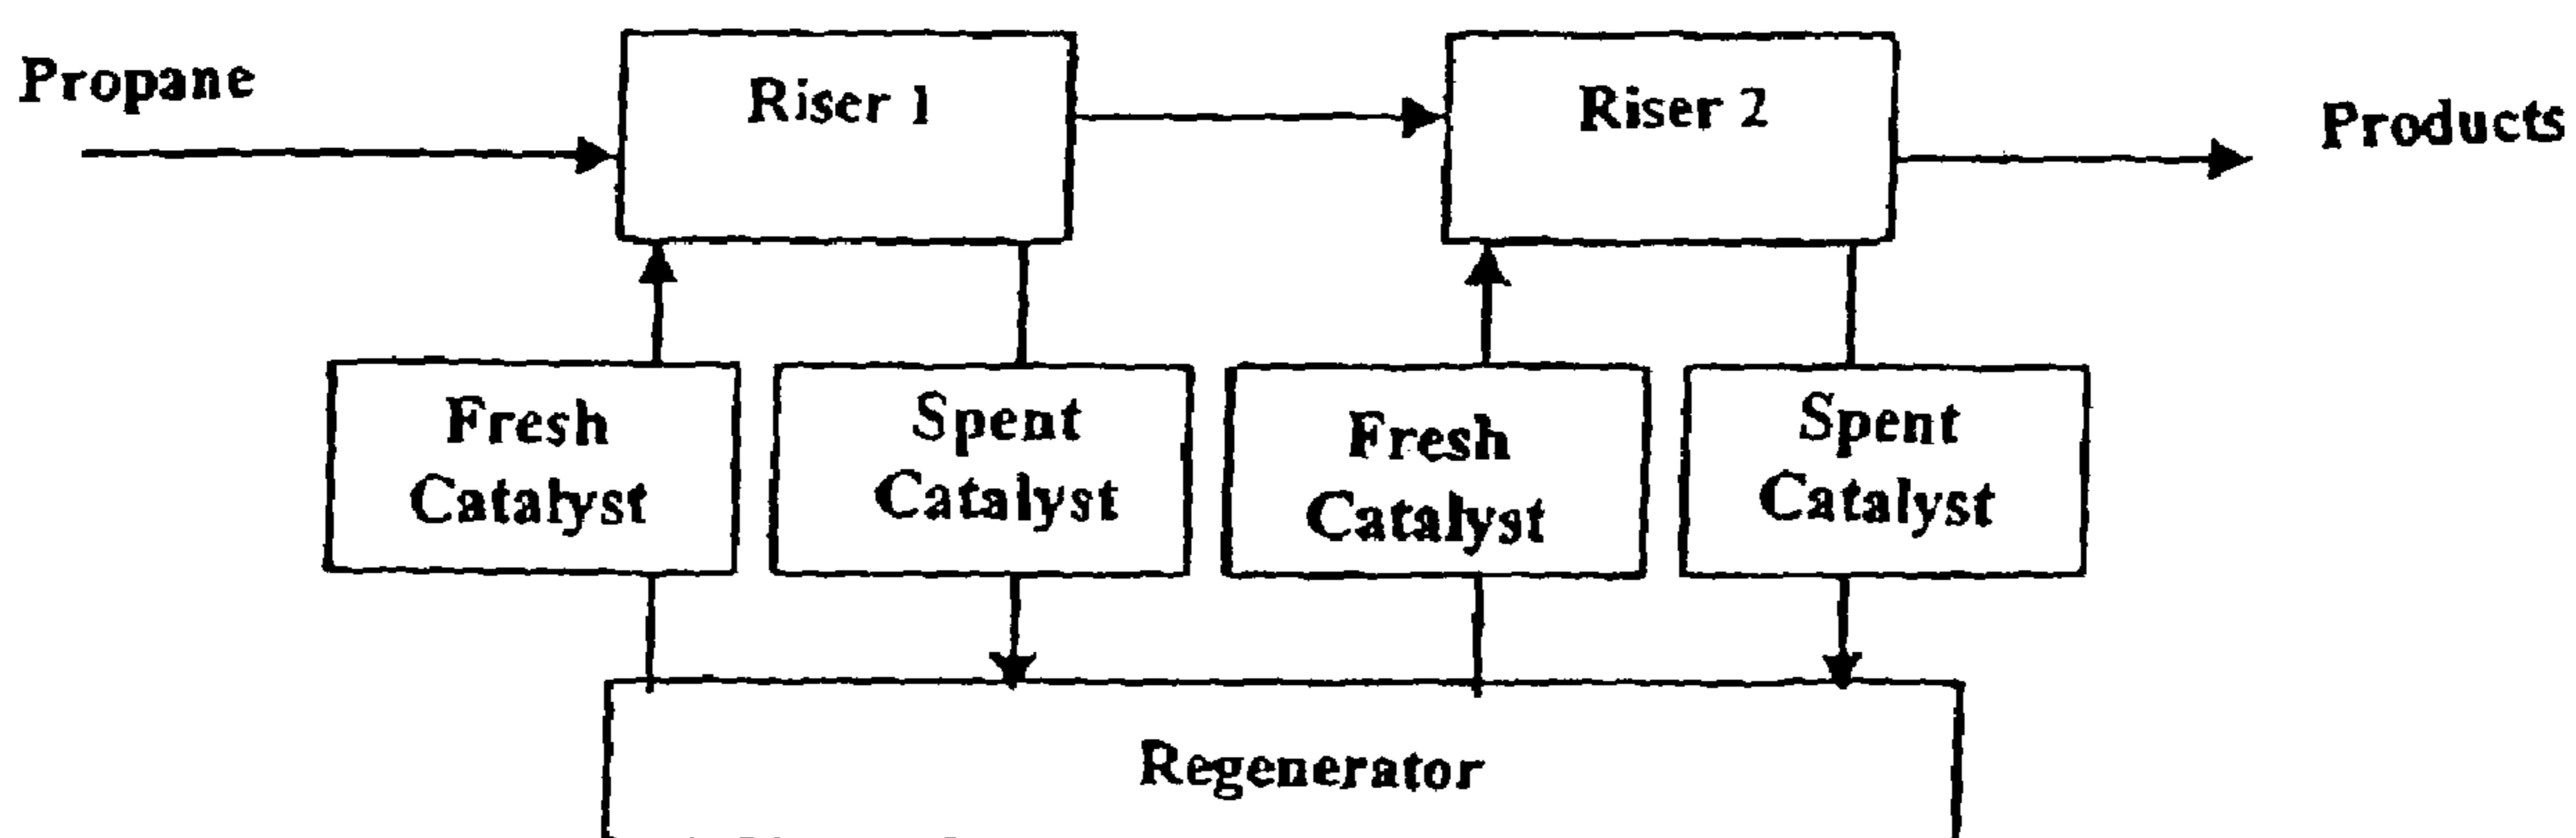 Propane
Riser 1
Riser 2
Products
Fresh
Catalyst
Spent
Catalyst
Fresh
Catalyst
Spent
Catalyst
Regenerator